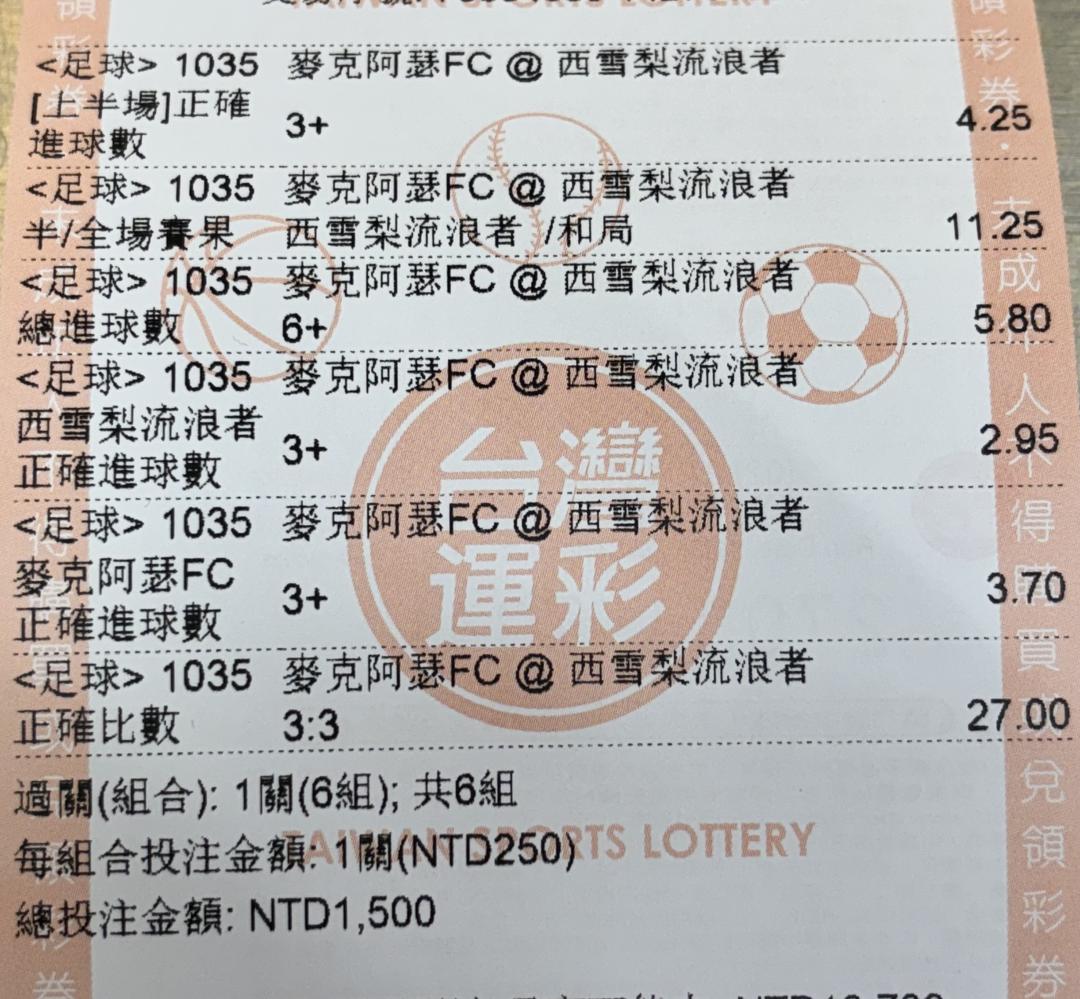 TAIWAN SPORTS LOTTERY
<足球> 1035 麥克阿瑟FC @ 西雪梨流浪者
[上半場]正確
進球數 3+ 4.25
<足球> 1035 麥克阿瑟FC @ 西雪梨流浪者
半/全場賽果 西雪梨流浪者 /和局 11.25
<足球> 1035 麥克阿瑟FC @ 西雪梨流浪者
總進球數 6+ 5.80
<足球> 1035 麥克阿瑟FC @ 西雪梨流浪者
西雪梨流浪者
正確進球數 3+ 2.95
<足球> 1035 麥克阿瑟FC @ 西雪梨流浪者
麥克阿瑟FC
正確進球數 3+ 3.70
<足球> 1035 麥克阿瑟FC @ 西雪梨流浪者
正確比數 3:3 27.00
台灣
運彩
過關(組合): 1關(6組); 共6組
每組合投注金額: 1關(NTD250)
TAIWAN SPORTS LOTTERY
總投注金額: NTD1,500